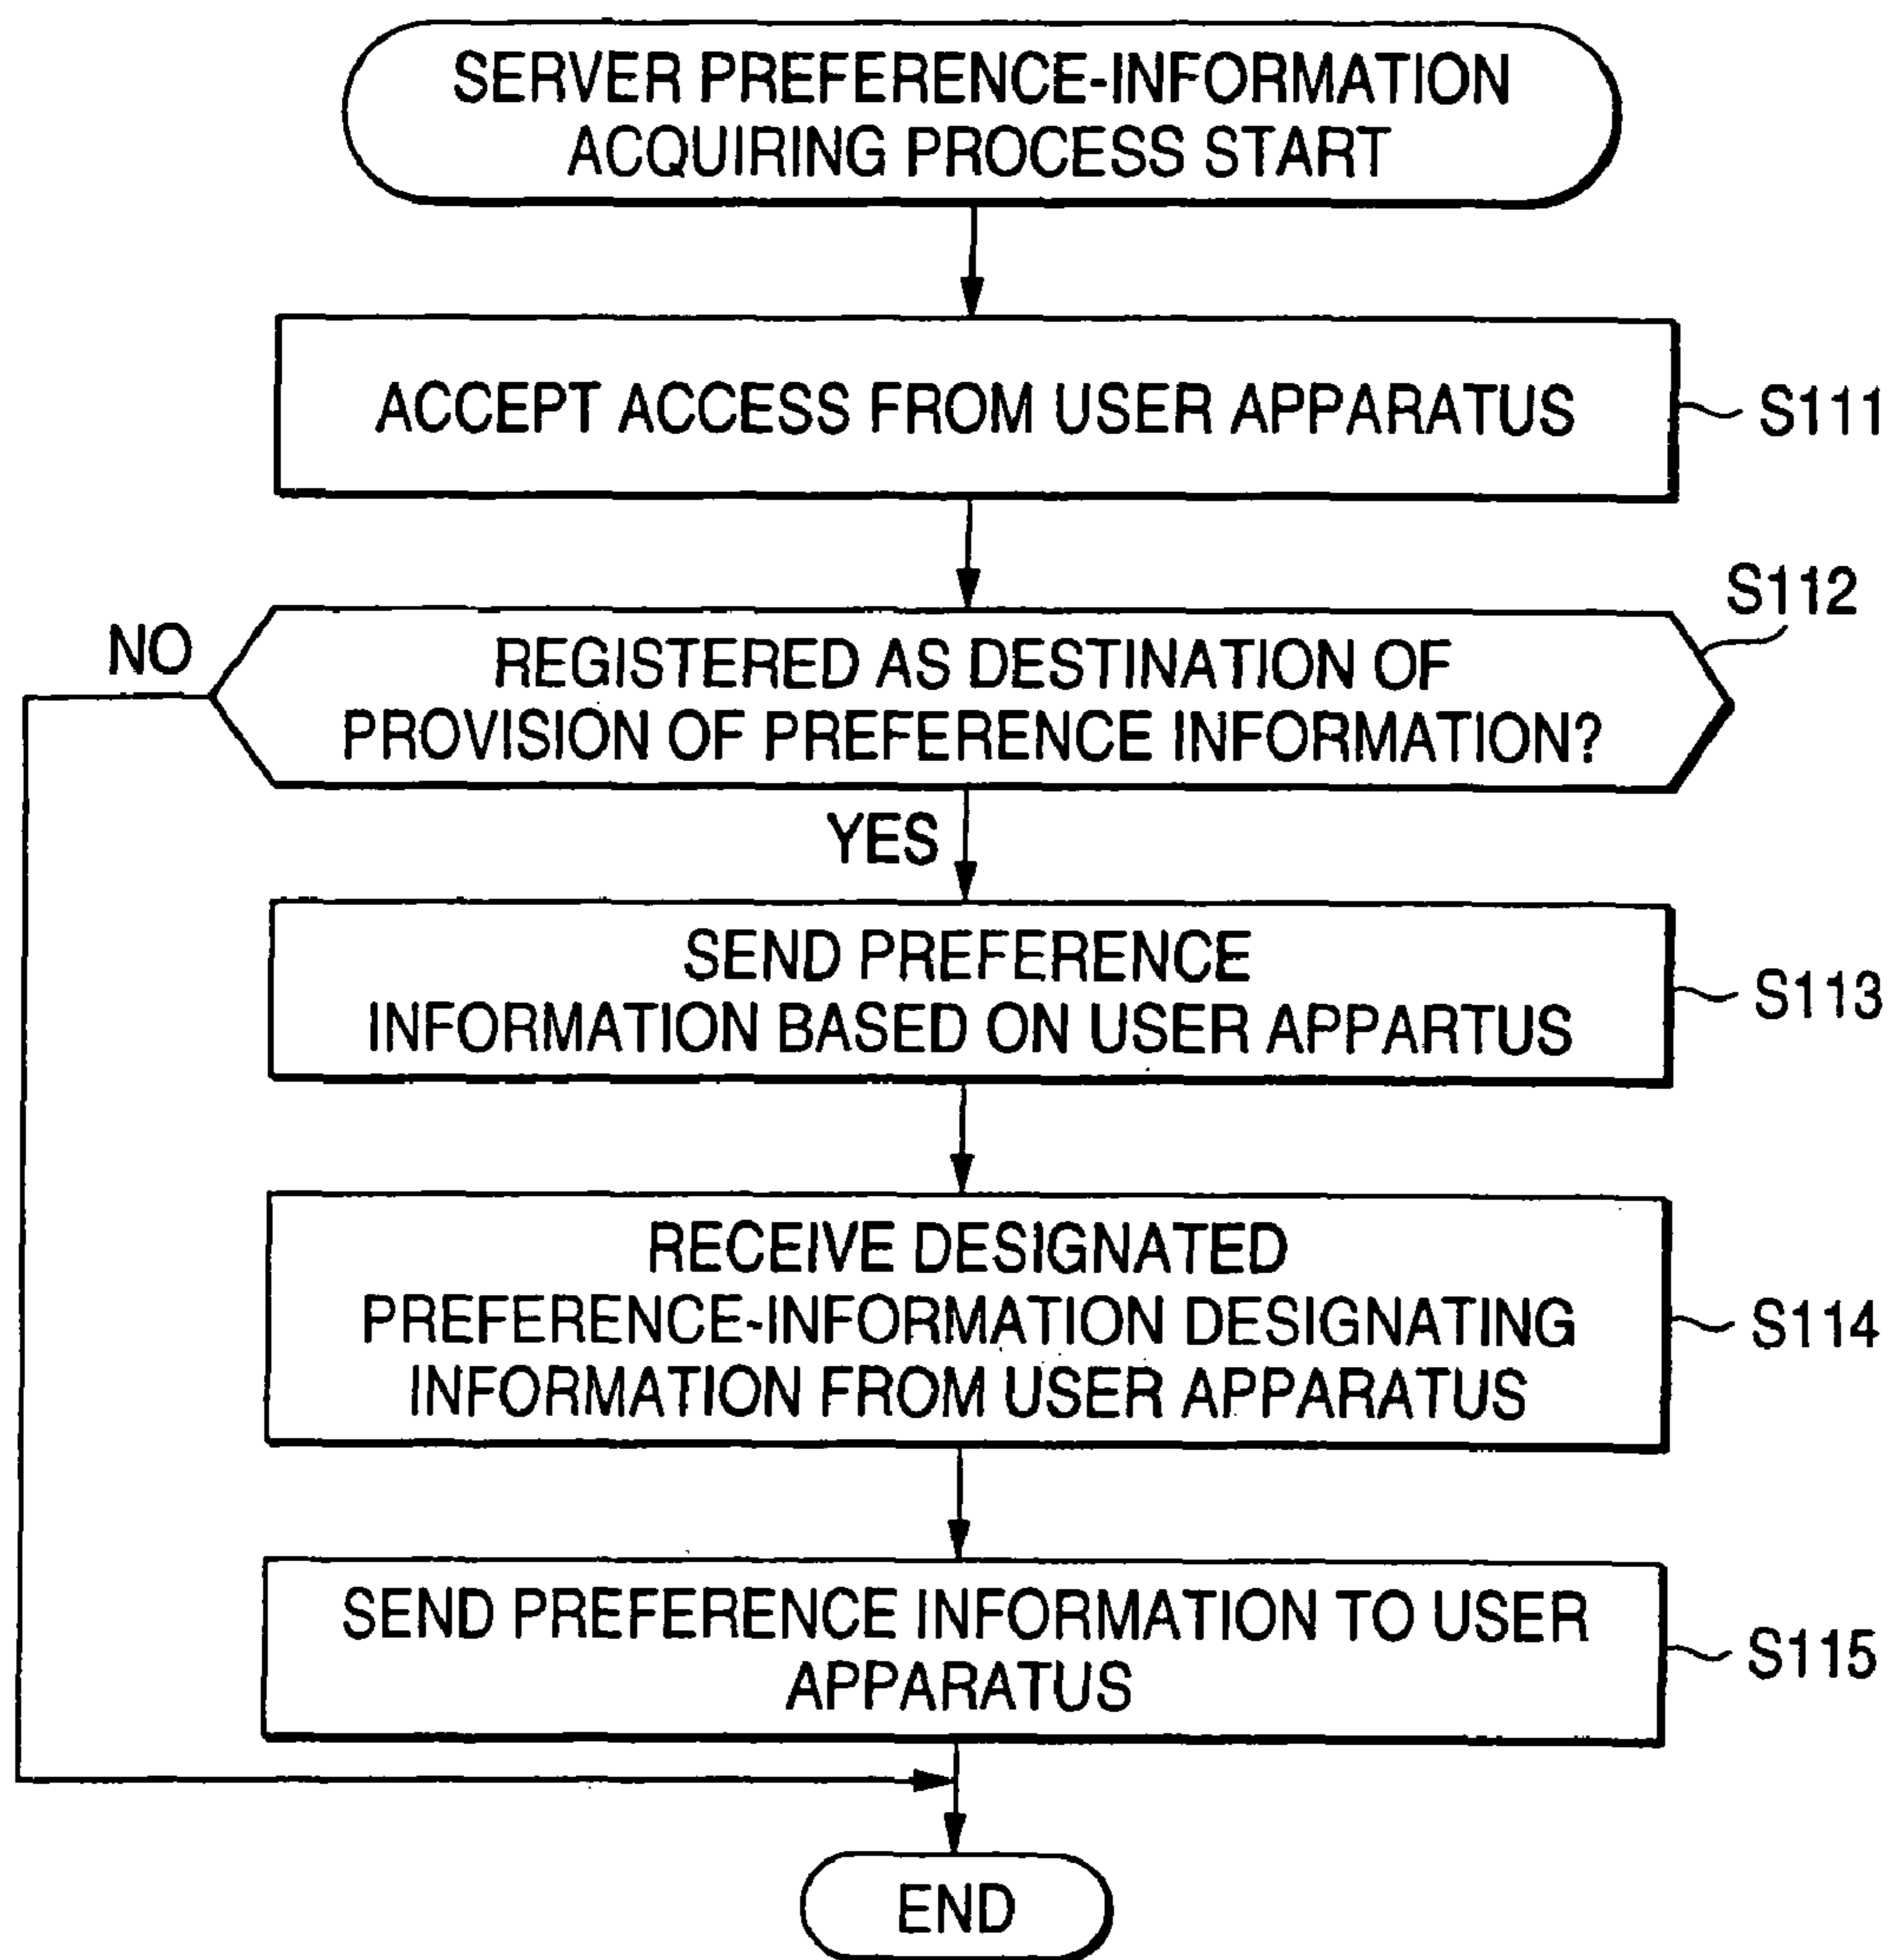 SERVER PREFERENCE-INFORMATION
ACQUIRING PROCESS START
ACCEPT ACCESS FROM USER APPARATUS
S111
S112
NO
REGISTERED AS DESTINATION OF
PROVISION OF PREFERENCE INFORMATION?
YES
SEND PREFERENCE
INFORMATION BASED ON USER APPARTUS
S113
RECEIVE DESIGNATED
PREFERENCE-INFORMATION DESIGNATING
INFORMATION FROM USER APPARATUS
S114
SEND PREFERENCE INFORMATION TO USER
APPARATUS
S115
END